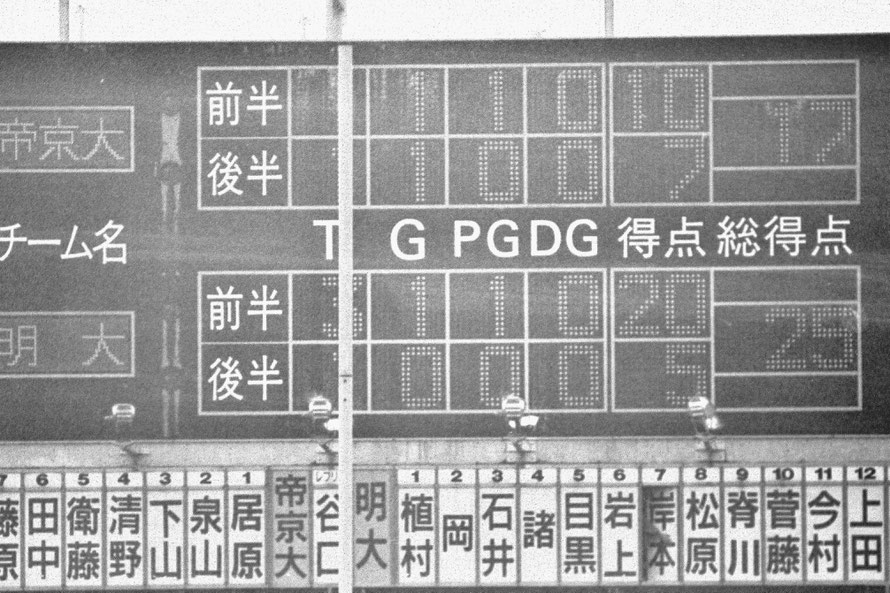 帝京大 前半 1 1 0 10 17
後半 1 1 0 0 7
チーム名 T G PG DG 得点 総得点
明大 前半 3 1 1 0 20 25
後半 0 0 0 5
7 6 5 4 3 2 1 レフリ 1 2 3 4 5 6 7 8 9 10 11 12
藤原 田中 衛藤 清野 下山 泉山 居原 帝京大 谷口 明大 植村 岡 石井 諸 目黒 岩上 岸本 松原 脊川 菅藤 今村 上田